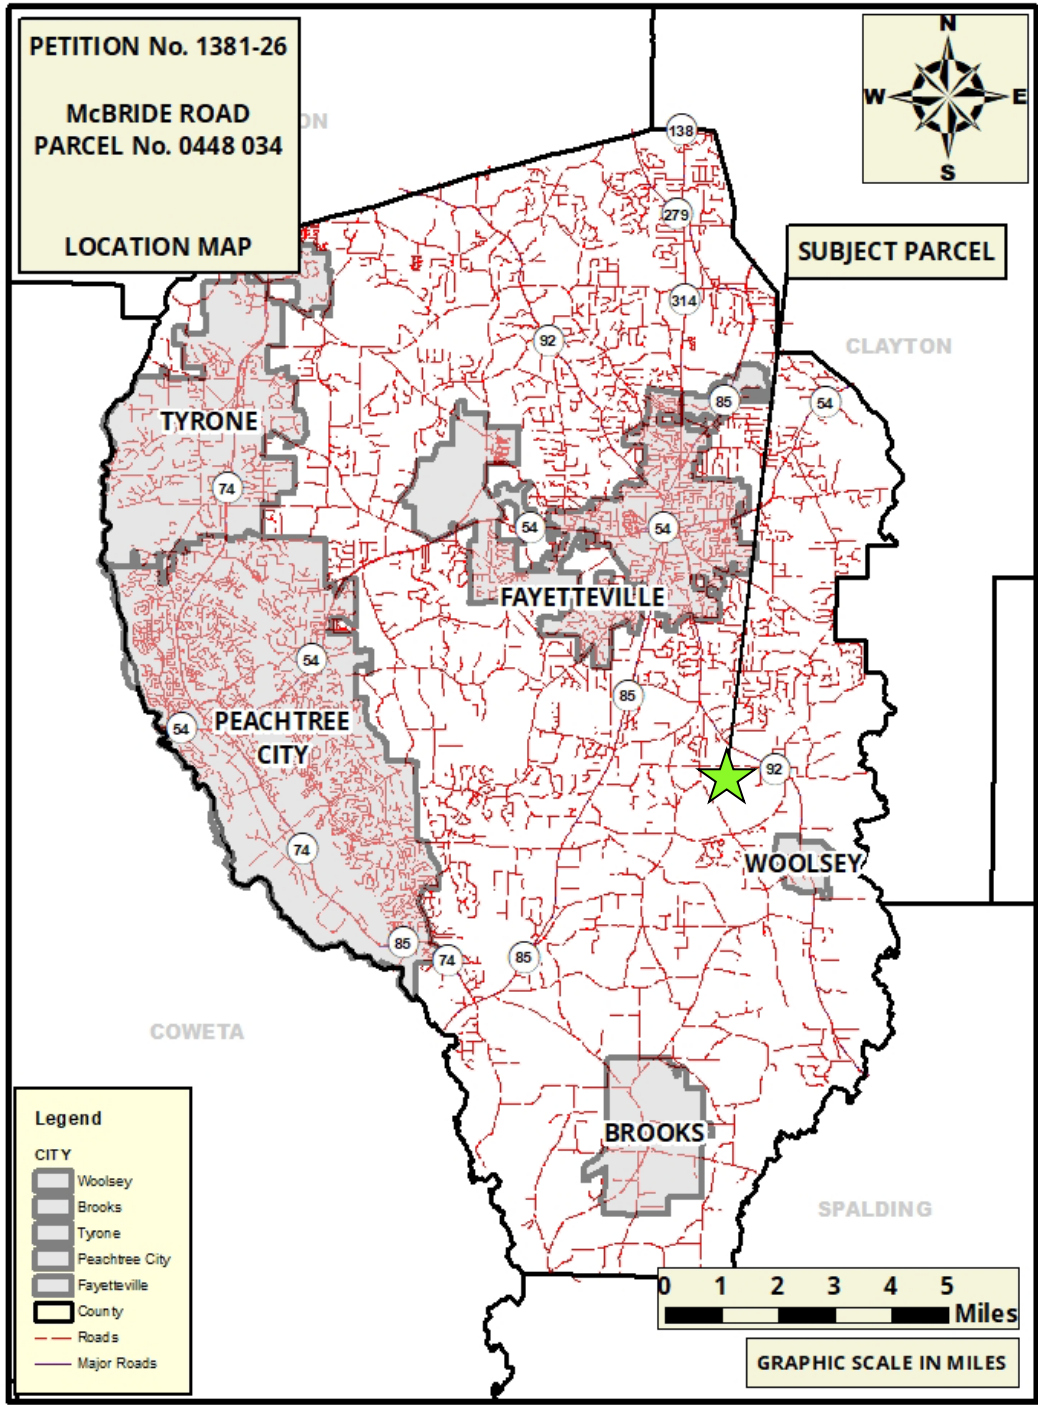 PETITION No. 1381-26
McBRIDE ROAD
PARCEL No. 0448 034
LOCATION MAP
ON
N
W
E
S
138
279
SUBJECT PARCEL
314
92
CLAYTON
85
54
TYRONE
74
54
54
FAYETTEVILLE
54
85
PEACHTREE
CITY
54
92
74
WOOLSEY
85
74
85
COWETA
BROOKS
SPALDING
Legend
CITY
Woolsey
Brooks
Tyrone
Peachtree City
Fayetteville
County
Roads
Major Roads
0 1 2 3 4 5
Miles
GRAPHIC SCALE IN MILES